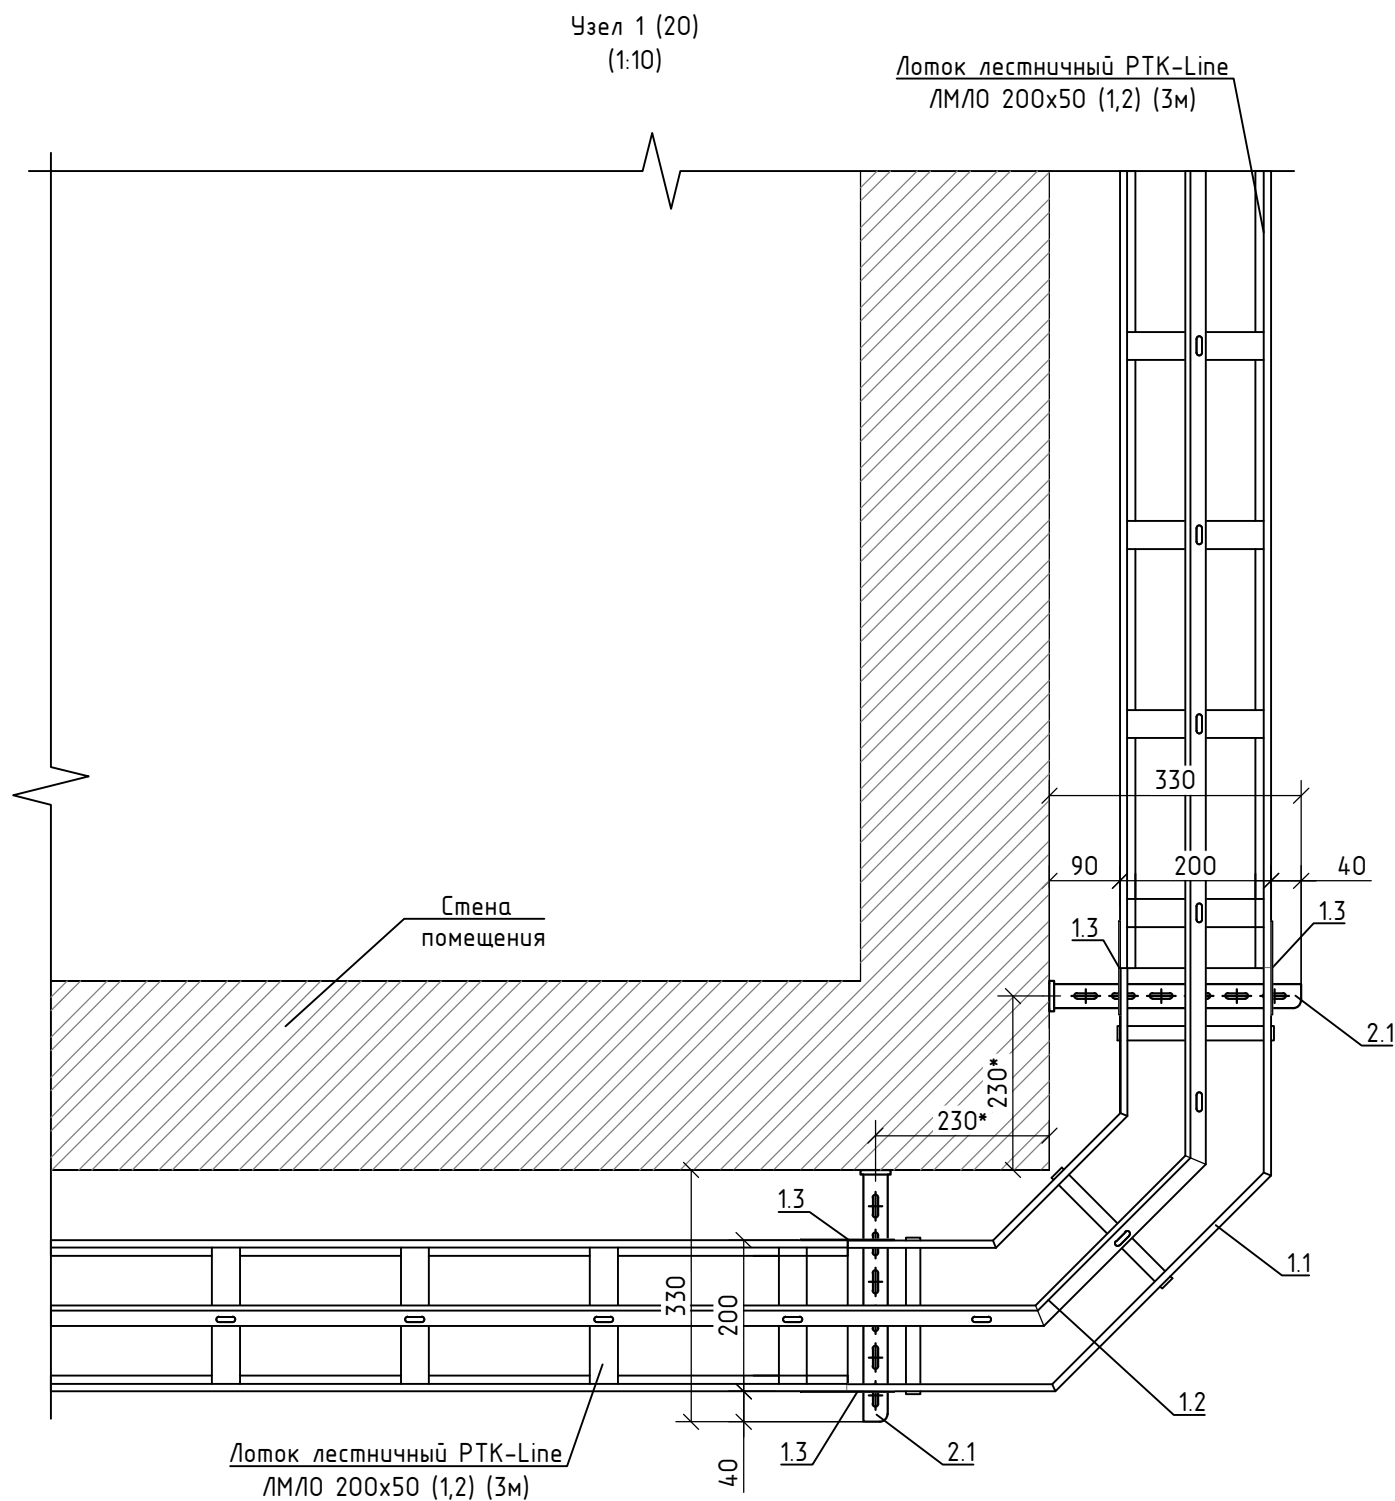 Узел 1 (20)
(1:10)
Лоток лестничный PTK-Line
ЛМЛО 200x50 (1,2) (3м)
330
90
200
40
Стена
помещения
1.3
1.3
2.1
230*
230*
1.3
330
200
1.1
1.2
Лоток лестничный PTK-Line
ЛМЛО 200x50 (1,2) (3м)
40
1.3
2.1